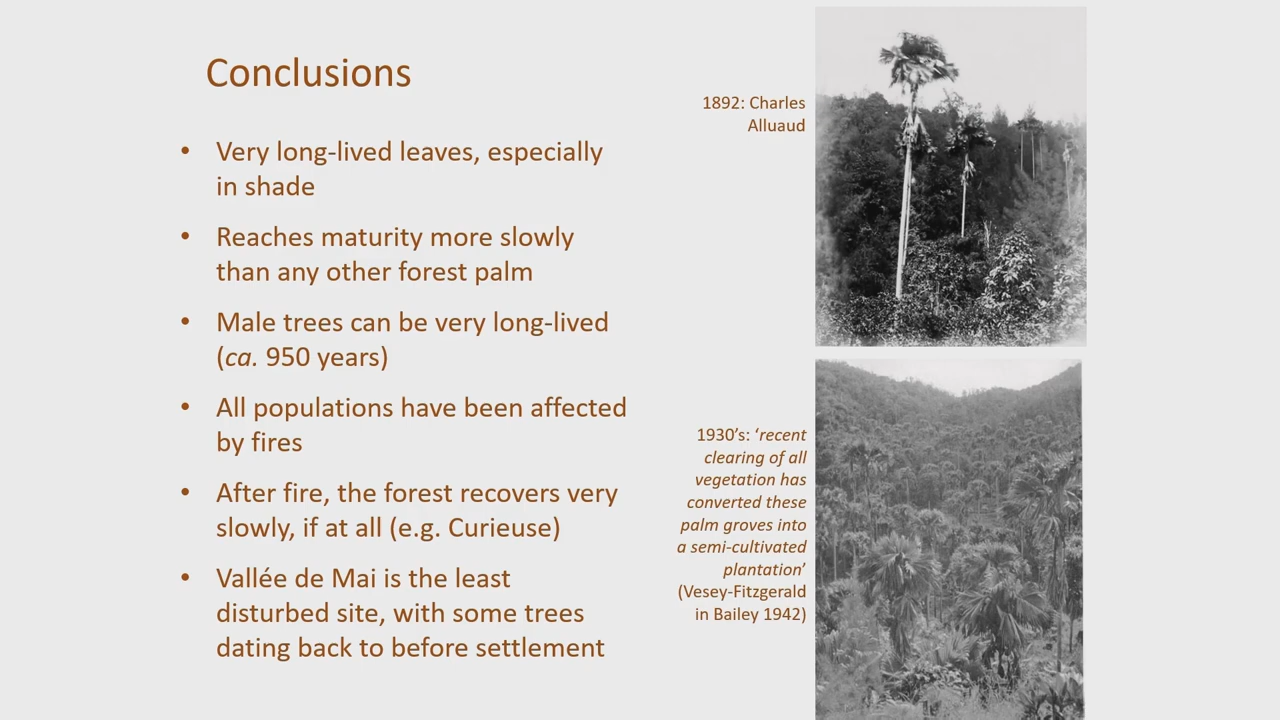 Conclusions
• Very long-lived leaves, especially
in shade
• Reaches maturity more slowly
than any other forest palm
• Male trees can be very long-lived
(ca. 950 years)
• All populations have been affected
by fires
• After fire, the forest recovers very
slowly, if at all (e.g. Curieuse)
• Vallée de Mai is the least
disturbed site, with some trees
dating back to before settlement
1892: Charles
Alluaud
1930’s: ‘recent
clearing of all
vegetation has
converted these
palm groves into
a semi-cultivated
plantation’
(Vesey-Fitzgerald
in Bailey 1942)